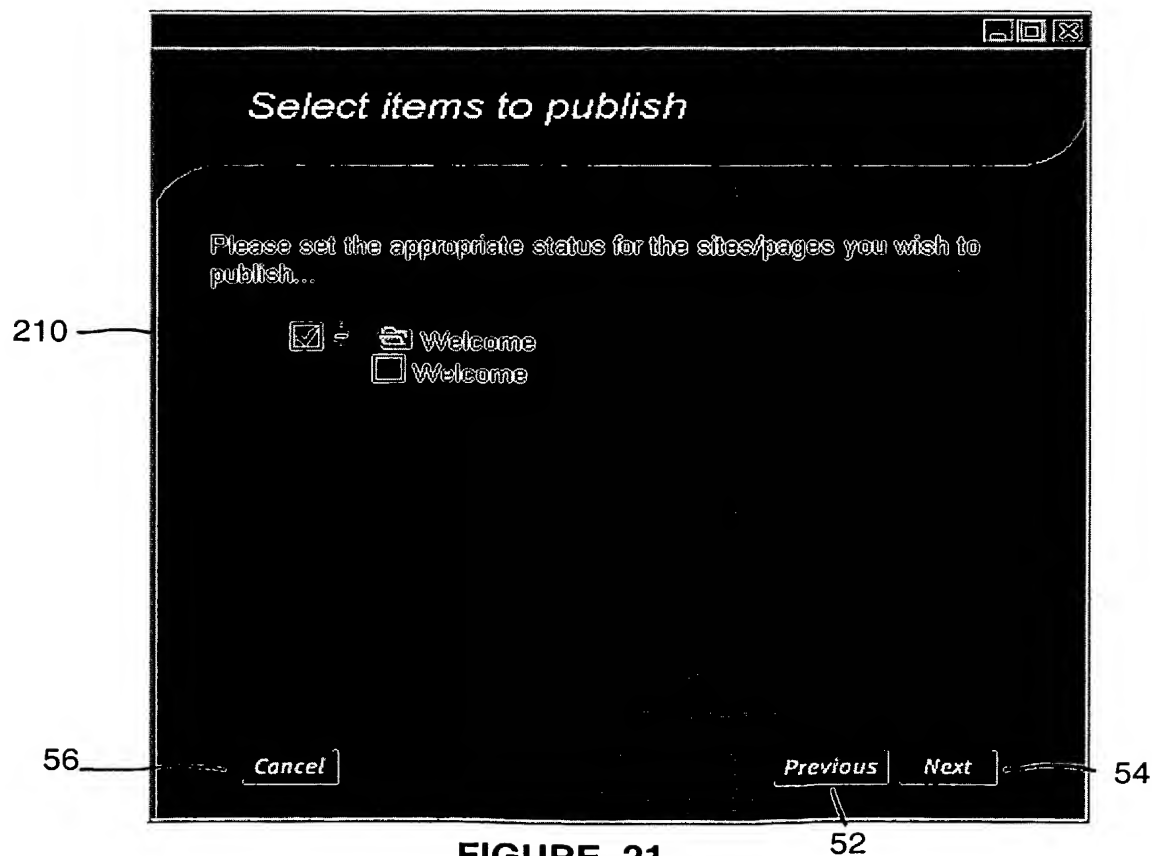 Select items to publish
Please set the appropriate status for the sites/pages you wish to
publish...
210
Welcome
Welcome
56
Cancel
Previous
Next
54
52
FIGURE 21